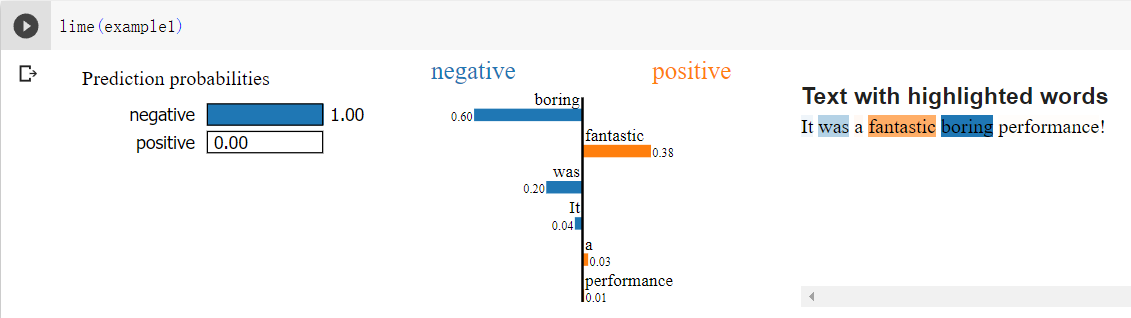 lime(example1)
Prediction probabilities
negative 1.00
positive 0.00
negative positive
boring
0.60
fantastic
0.38
was
0.20
It
0.04
a
0.03
performance
0.01
Text with highlighted words
It was a fantastic boring performance!